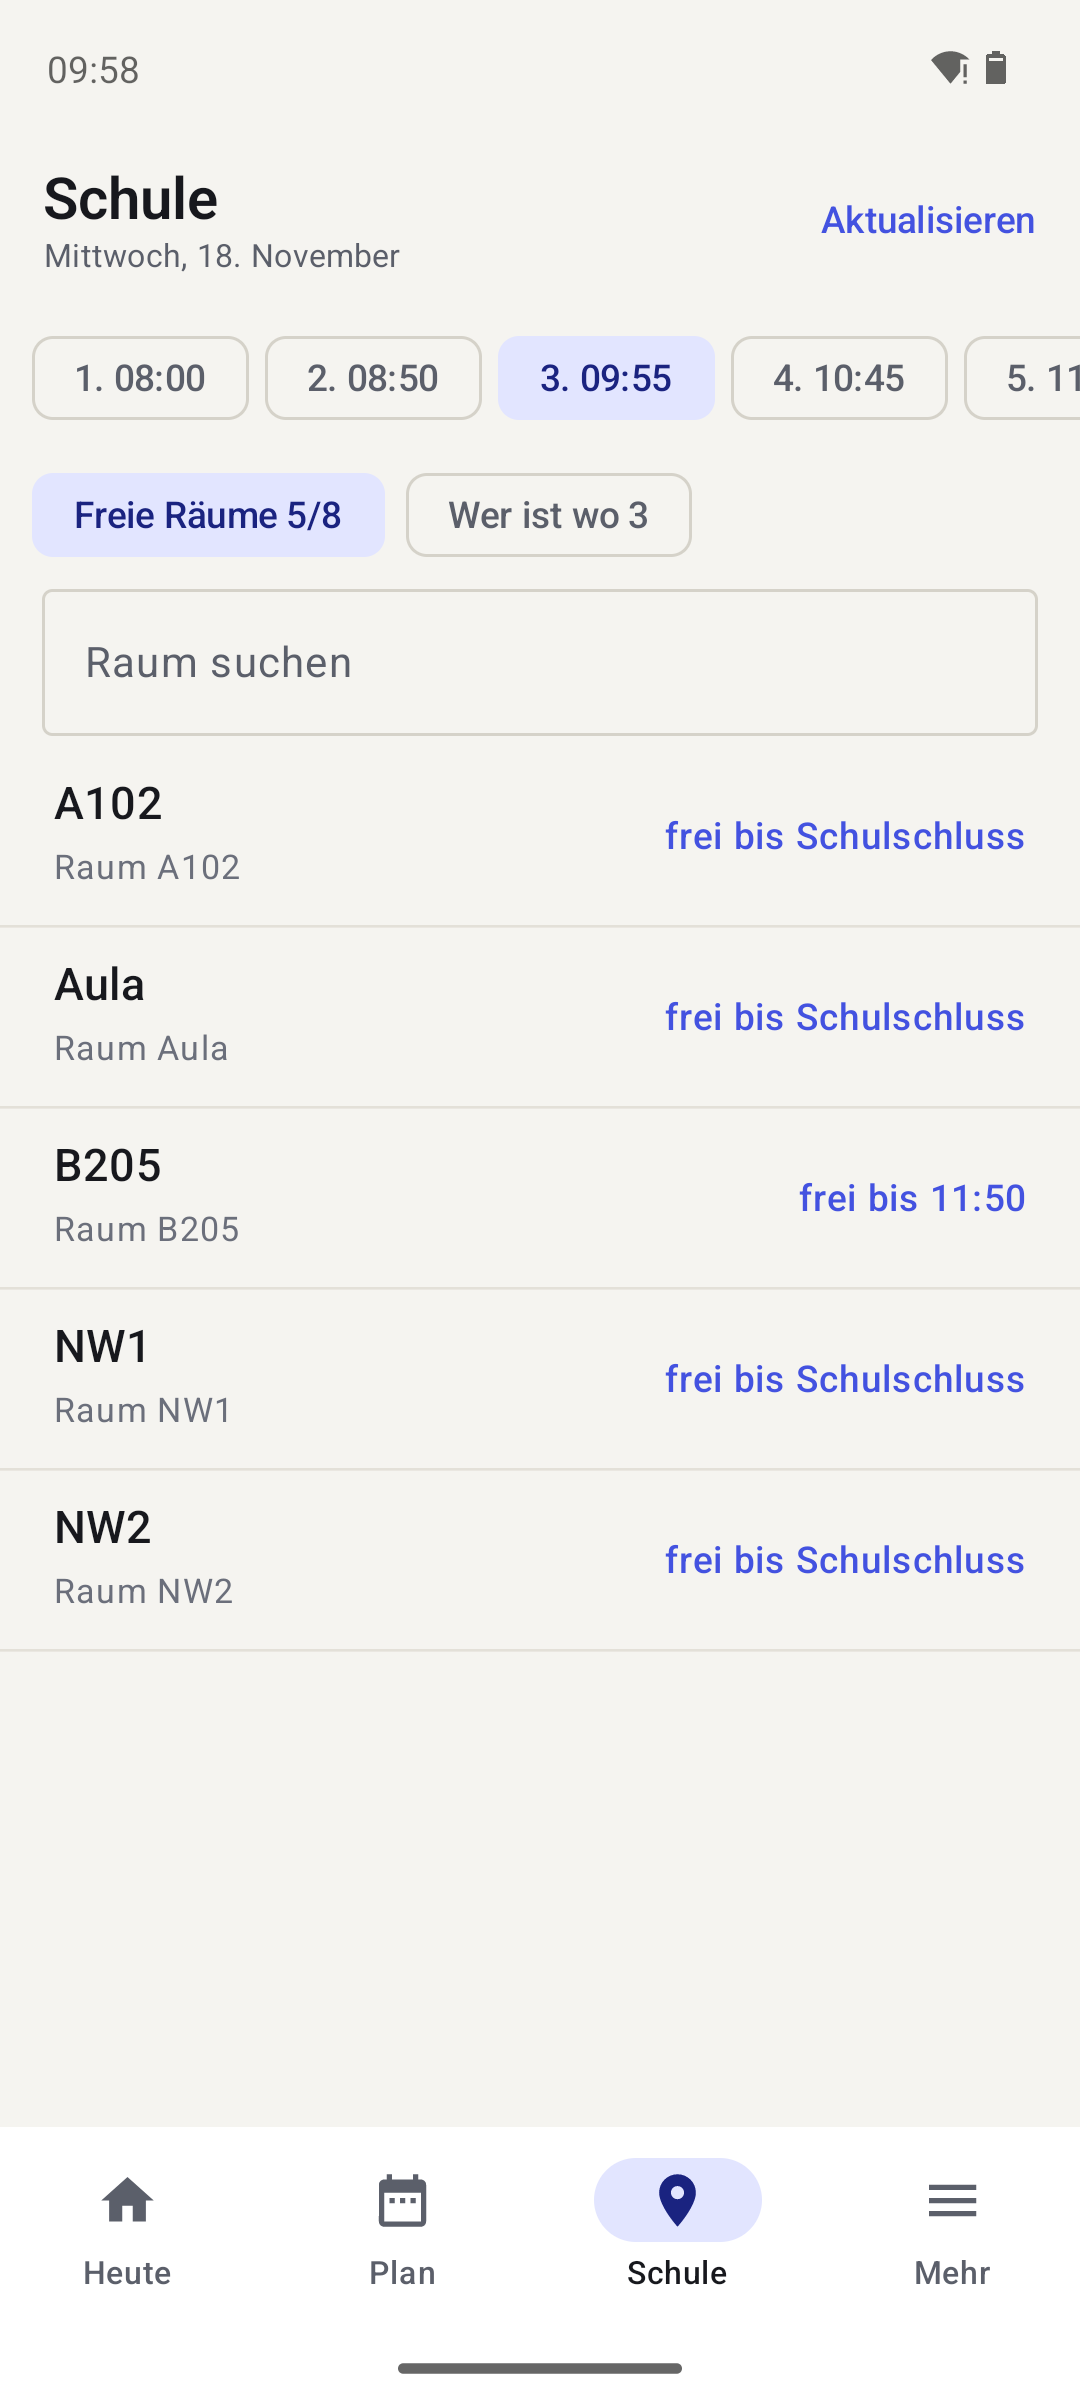 09:58
Schule
Mittwoch, 18. November
Aktualisieren
1. 08:00
2. 08:50
3. 09:55
4. 10:45
5. 11
Freie Räume 5/8
Wer ist wo 3
Raum suchen
A102
Raum A102
frei bis Schulschluss
Aula
Raum Aula
frei bis Schulschluss
B205
Raum B205
frei bis 11:50
NW1
Raum NW1
frei bis Schulschluss
NW2
Raum NW2
frei bis Schulschluss
Heute
Plan
Schule
Mehr